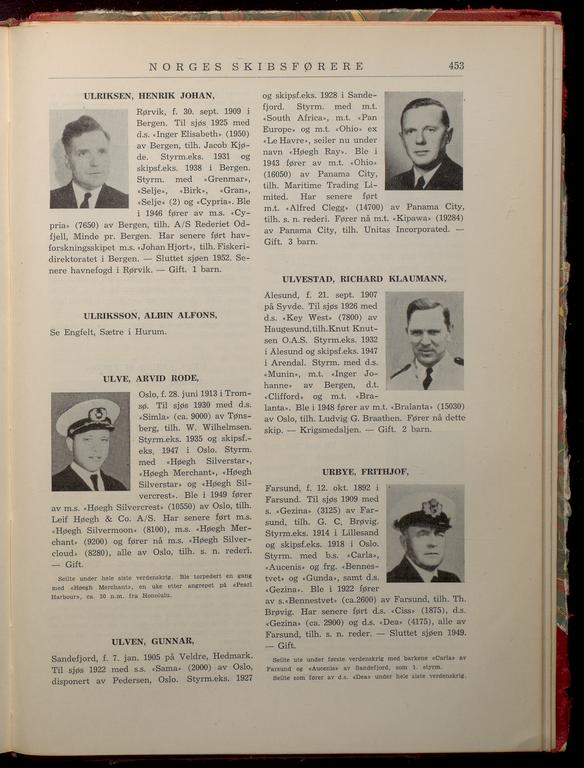 NORGES SKIBSFØRERE 453
ULRIKSEN, HENRIK JOHAN,
Rørvik, f. 30. sept. 1909 i
Bergen. Til sjøs 1925 med
d.s. «Inger Elisabeth» (1950)
av Bergen, tilh. Jacob Kjø-
de. Styrm.eks. 1931 og
skipsf.eks. 1938 i Bergen.
Styrm. med «Grenmar»,
«Selje», «Birk», «Gran»,
«Selje» (2) og «Cypria». Ble
i 1946 fører av m.s. «Cy-
pria» (7650) av Bergen, tilh. A/S Rederiet Od-
fjell, Minde pr. Bergen. Har senere ført hav-
forskningsskipet m.s. «Johan Hjort», tilh. Fiskeri-
direktoratet i Bergen. — Sluttet sjøen 1952. Se-
nere havnefogd i Rørvik. — Gift. 1 barn.
ULRIKSSON, ALBIN ALFONS,
Se Engfelt, Sætre i Hurum.
ULVE, ARVID RODE,
Oslo, f. 28. juni 1913 i Trom-
sø. Til sjøs 1930 med d.s.
«Simla» (ca. 9000) av Tøns-
berg, tilh. W. Wilhelmsen.
Styrm.eks. 1935 og skipsf.-
eks. 1947 i Oslo. Styrm.
med «Høegh Silverstar»,
«Høegh Merchant», «Høegh
Silverstar» og «Høegh Sil-
vercrest». Ble i 1949 fører
av m.s. «Høegh Silvercrest» (10550) av Oslo, tilh.
Leif Høegh & Co. A/S. Har senere ført m.s.
«Høegh Silvermoon» (8100), m.s. «Høegh Mer-
chant» (9200) og fører nå m.s. «Høegh Silver-
cloud» (8280), alle av Oslo, tilh. s. n. rederi.
— Gift.
Seilte under hele siste verdenskrig. Ble torpedert en gang
med «Høegh Merchant», en uke etter angrepet på «Pearl
Harbour», ca. 30 n.m. fra Honolulu.
ULVEN, GUNNAR,
Sandefjord, f. 7. jan. 1905 på Veldre, Hedmark.
Til sjøs 1922 med s.s. «Sama» (2000) av Oslo,
disponert av Pedersen, Oslo. Styrm.eks. 1927
og skipsf.eks. 1928 i Sande-
fjord. Styrm. med m.t.
«South Africa», m.t. «Pan
Europe» og m.t. «Ohio» ex
«Le Havre», seiler nu under
navn «Høegh Ray». Ble i
1943 fører av m.t. «Ohio»
(16050) av Panama City,
tilh. Maritime Trading Li-
mited. Har senere ført
m.t. «Alfred Clegg» (14700) av Panama City,
tilh. s. n. rederi. Fører nå m.t. «Kipawa» (19284)
av Panama City, tilh. Unitas Incorporated. —
Gift. 3 barn.
ULVESTAD, RICHARD KLAUMANN,
Ålesund, f. 21. sept. 1907
på Syvde. Til sjøs 1926 med
d.s. «Key West» (7800) av
Haugesund, tilh. Knut Knut-
sen O.A.S. Styrm.eks. 1932
i Ålesund og skipsf.eks. 1947
i Arendal. Styrm. med d.s.
«Munin», m.t. «Inger Jo-
hanne» av Bergen, d.t.
«Clifford» og m.t. «Bra-
lanta». Ble i 1948 fører av m.t. «Bralanta» (15030)
av Oslo, tilh. Ludvig G. Braathen. Fører nå dette
skip. — Krigsmedaljen. — Gift. 2 barn.
URBYE, FRITHJOF,
Farsund, f. 12. okt. 1892 i
Farsund. Til sjøs 1909 med
s. «Gezina» (3125) av Far-
sund, tilh. G. C. Brøvig.
Styrm.eks. 1914 i Lillesand
og skipsf.eks. 1918 i Oslo.
Styrm. med b.s. «Carla»,
«Aucenis» og frg. «Bennes-
tvet» og «Gunda», samt d.s.
«Gezina». Ble i 1922 fører
av s.«Bennestvet» (ca.2600) av Farsund, tilh. Th.
Brøvig. Har senere ført d.s. «Ciss» (1875), d.s.
«Gezina» (ca. 2900) og d.s. «Dea» (4175), alle av
Farsund, tilh. s. n. reder. — Sluttet sjøen 1949.
— Gift.
Seilte ute under første verdenskrig med barkene «Carla» av
Farsund og «Aucenis» av Sandefjord, som 1. styrm.
Seilte som fører av d.s. «Dea» under hele siste verdenskrig.